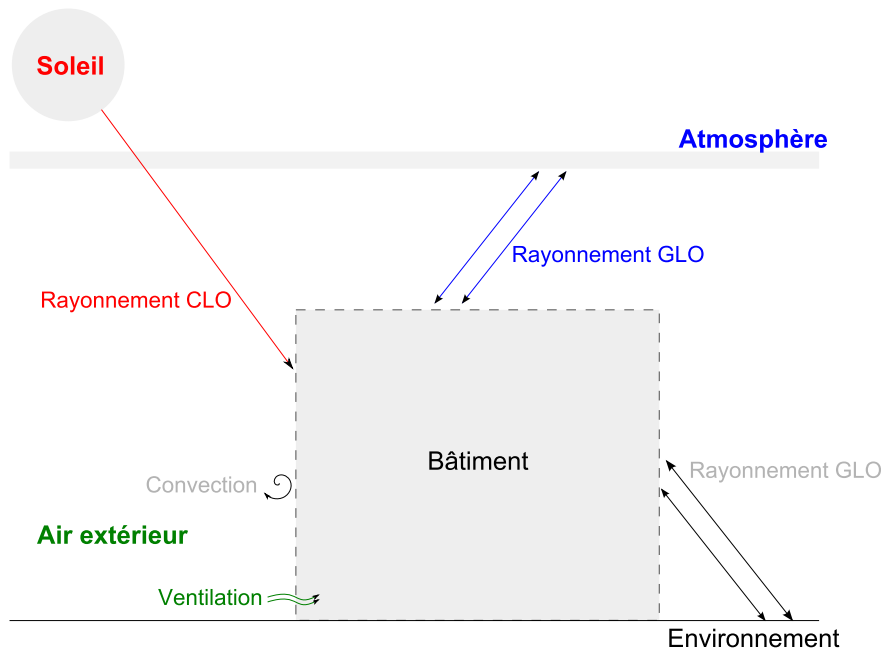 Soleil
Atmosphère
Rayonnement GLO
Rayonnement CLO
Bâtiment
Rayonnement GLO
Convection
Air extérieur
Ventilation
Environnement